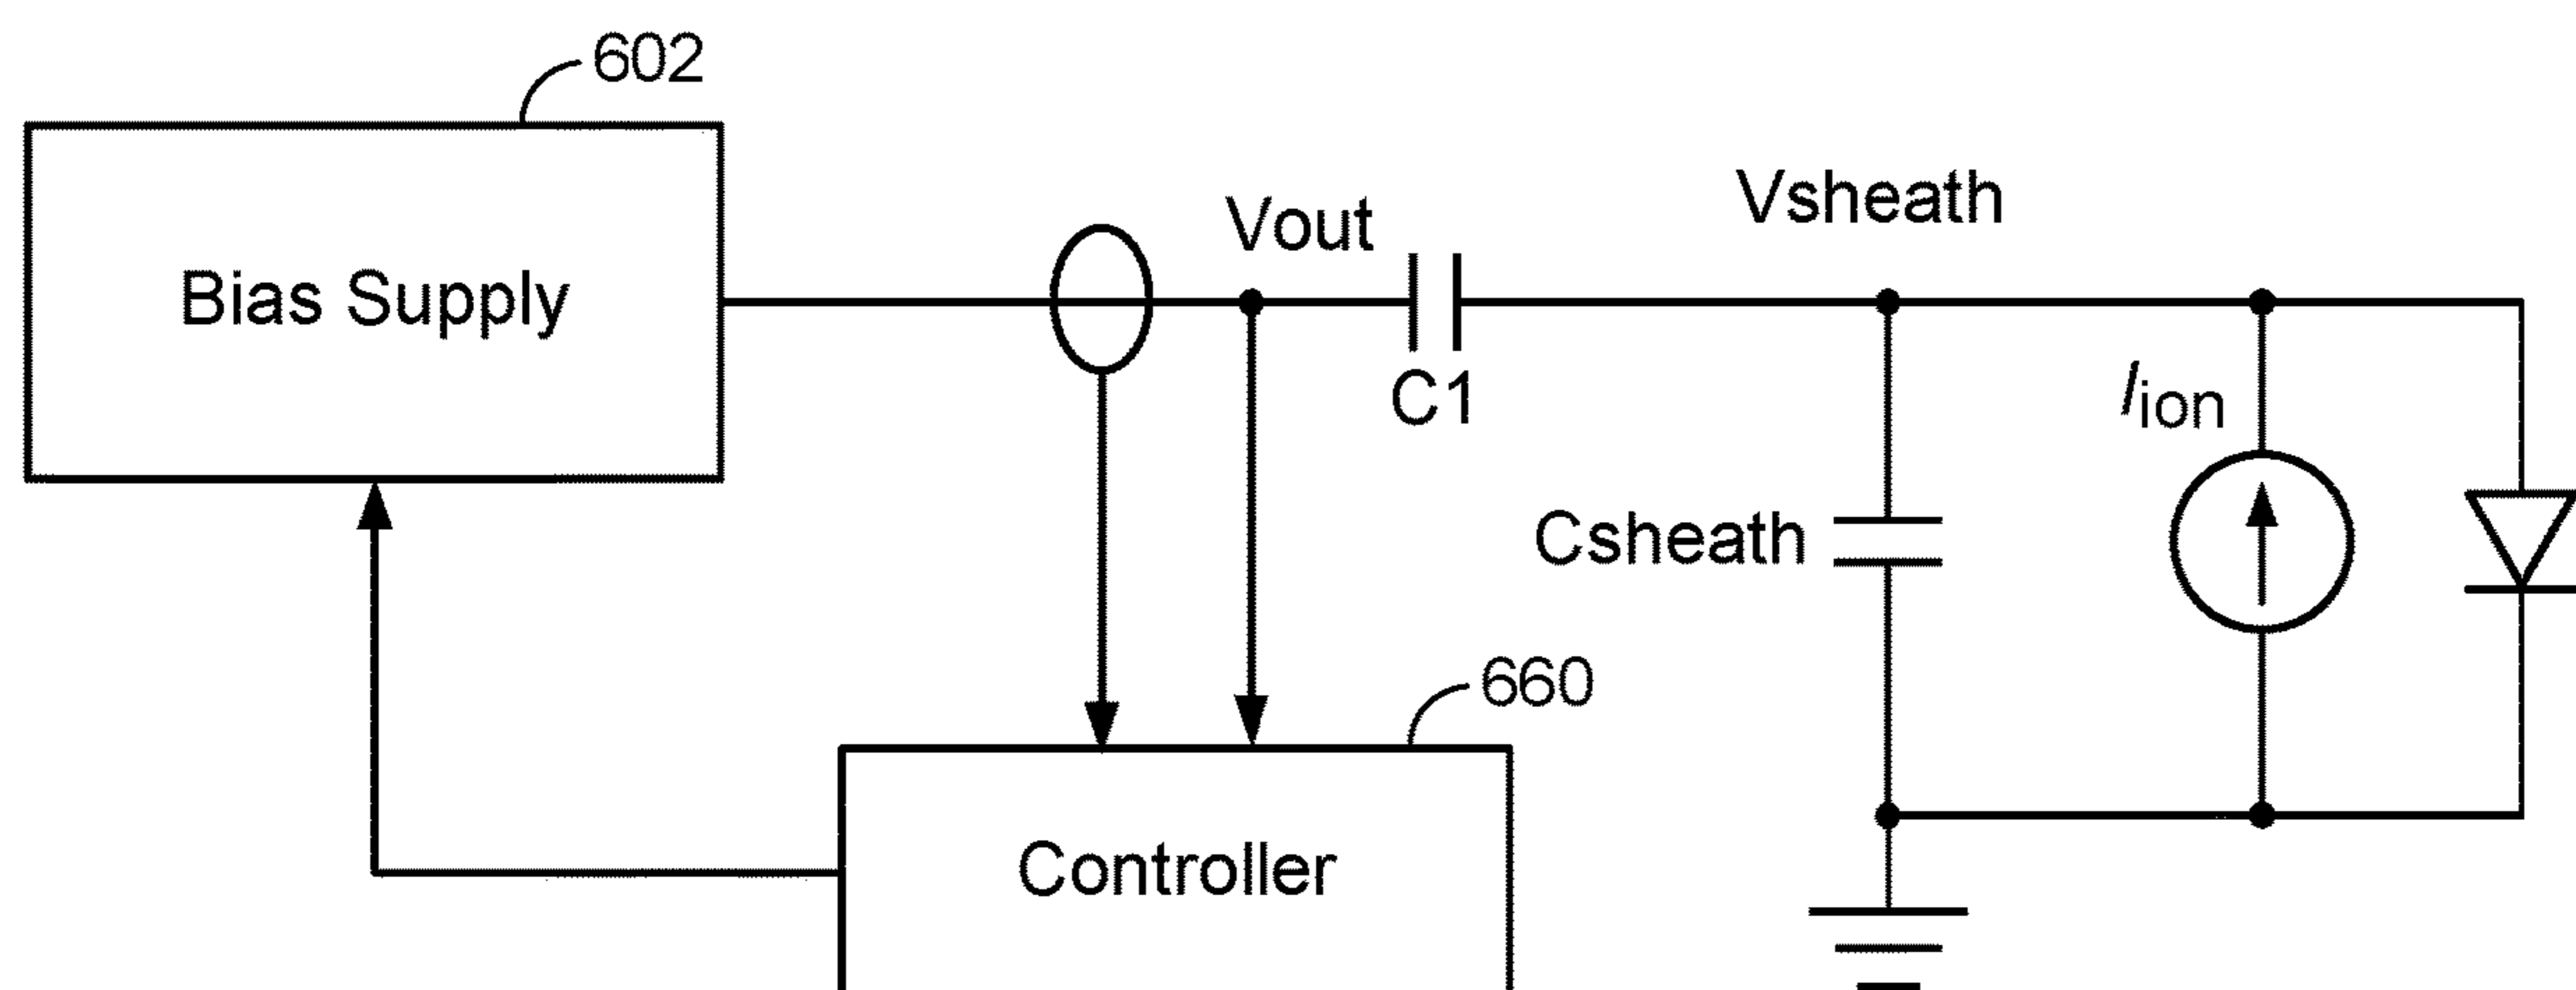 602
Bias Supply
Vout
Vsheath
C1
Iion
Csheath
660
Controller